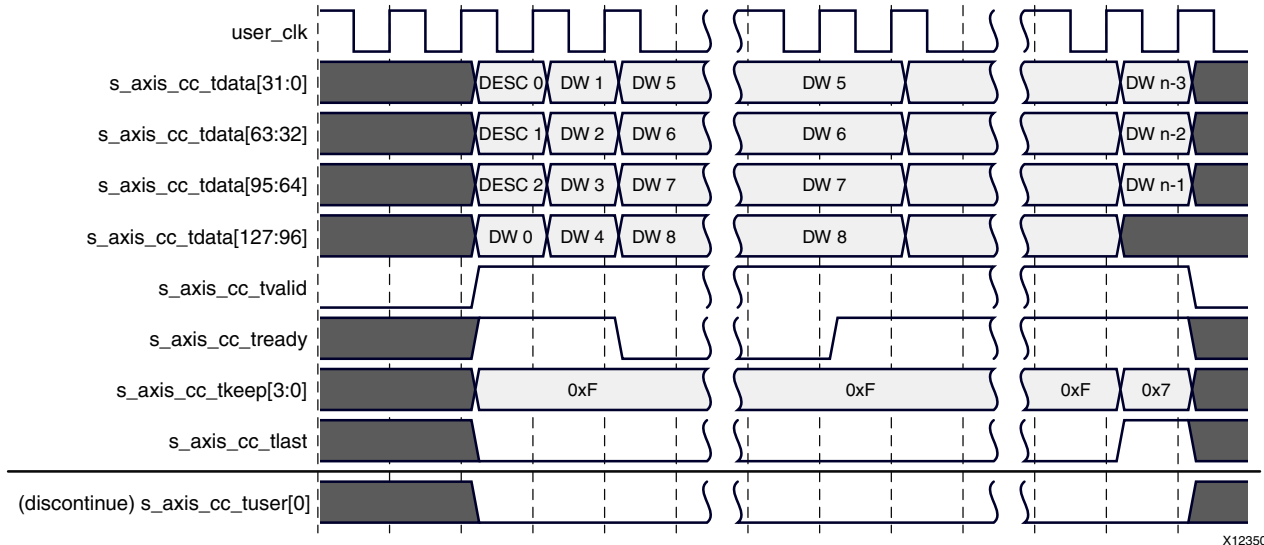 user_clk
s_axis_cc_tdata[31:0] DESC 0 DW 1 DW 5 DW 5 DW n-3
s_axis_cc_tdata[63:32] DESC 1 DW 2 DW 6 DW 6 DW n-2
s_axis_cc_tdata[95:64] DESC 2 DW 3 DW 7 DW 7 DW n-1
s_axis_cc_tdata[127:96] DW 0 DW 4 DW 8 DW 8
s_axis_cc_tvalid
s_axis_cc_tready
s_axis_cc_tkeep[3:0] 0xF 0xF 0xF 0x7
s_axis_cc_tlast
(discontinue) s_axis_cc_tuser[0]
X12350